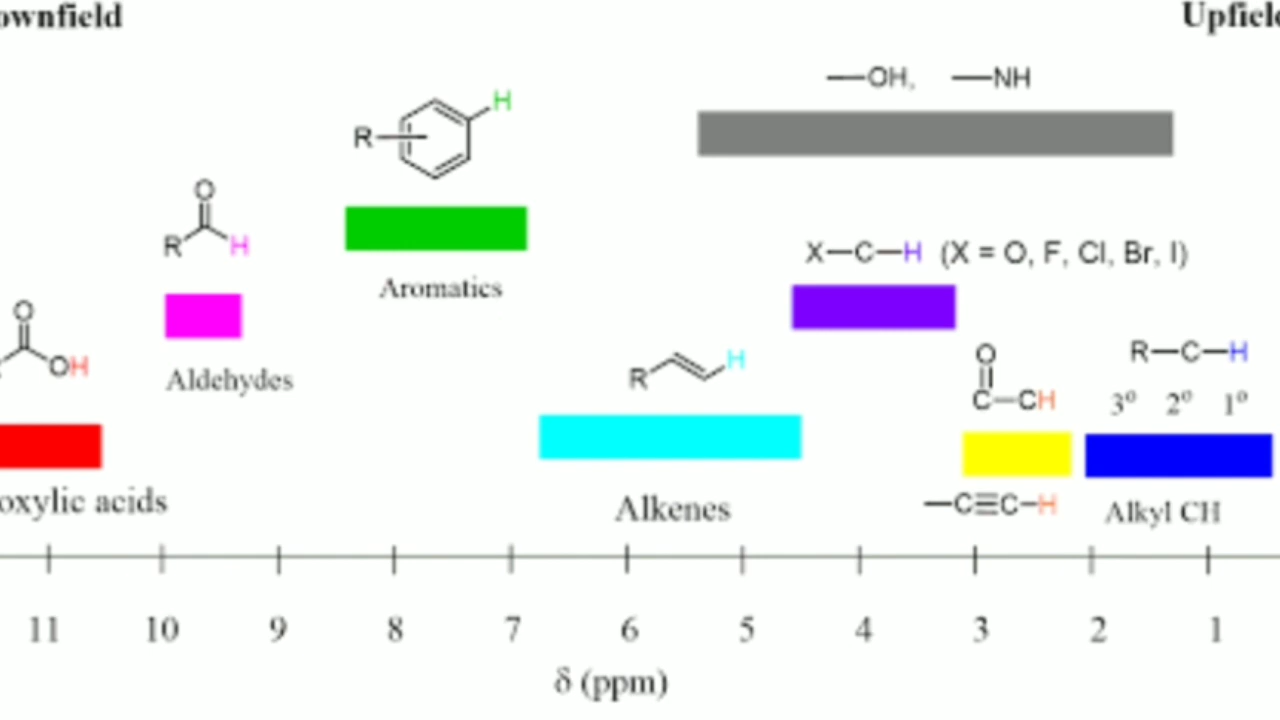 ownfield
Upfiel
—OH, —NH
H
R
O
R H
Aromatics
X—C—H (X = O, F, Cl, Br, I)
O
OH
Aldehydes
R H
O
C—CH
R—C—H
3° 2° 1°
oxylic acids
Alkenes
—C≡C—H
Alkyl CH
11 10 9 8 7 6 5 4 3 2 1
δ (ppm)